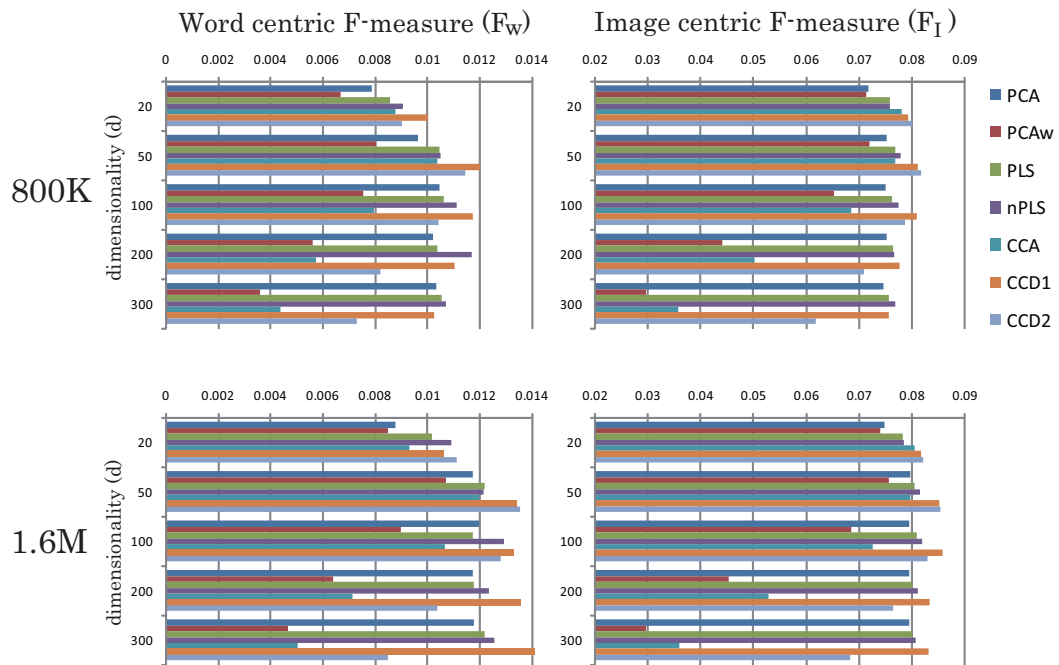 Word centric F-measure (Fw)
Image centric F-measure (FI)
0 0.002 0.004 0.006 0.008 0.01 0.012 0.014
0.02 0.03 0.04 0.05 0.06 0.07 0.08 0.09
800K
dimensionality (d)
20
50
100
200
300
20
50
100
200
300
PCA
PCAw
PLS
nPLS
CCA
CCD1
CCD2
0 0.002 0.004 0.006 0.008 0.01 0.012 0.014
0.02 0.03 0.04 0.05 0.06 0.07 0.08 0.09
1.6M
dimensionality (d)
20
50
100
200
300
20
50
100
200
300